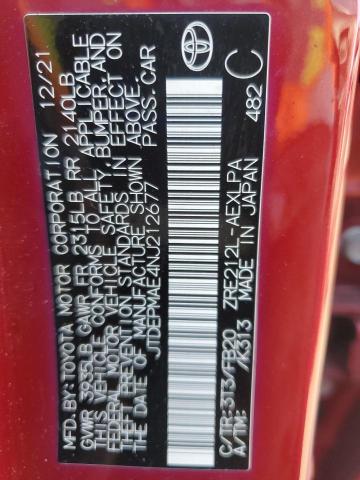 MFD.BY:TOYOTA MOTOR CORPORATION 12/21
GVWR 3935LB GAWR FR 2315LB RR 2140LB
THIS VEHICLE CONFORMS TO ALL APPLICABLE
FEDERAL MOTOR VEHICLE SAFETY, BUMPER, AND
THEFT PREVENTION STANDARDS IN EFFECT ON
THE DATE OF MANUFACTURE SHOWN ABOVE.
JTDEPMAE4NJ212677 PASS.CAR
C/TR:3T3/FB20 ZRE212L-AEXLPA 482 C
A/TM: /K313 MADE IN JAPAN